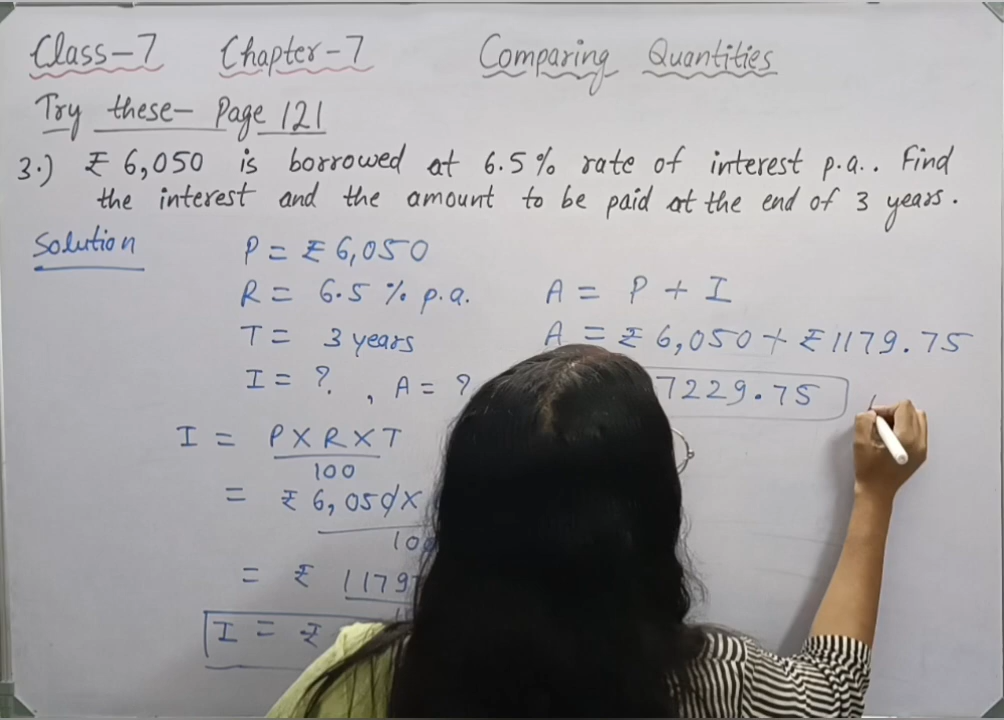 Class-7 Chapter-7 Comparing Quantities
Try these- Page 121
3.) ₹ 6,050 is borrowed at 6.5% rate of interest p.a.. Find
the interest and the amount to be paid at the end of 3 years.
Solution
P = ₹ 6,050
R = 6.5 % p.a.
T = 3 years
I = ? , A = ?
I = P X R X T
100
= ₹ 6,050 X
100
= ₹ 1179
I = ₹
A = P + I
A = ₹ 6,050 + ₹ 1179.75
7229.75